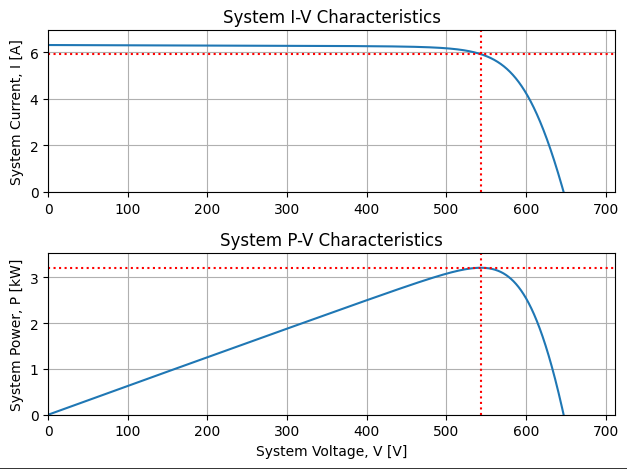 System I-V Characteristics
System Current, I [A]
6
4
2
0
0 100 200 300 400 500 600 700
System P-V Characteristics
System Power, P [kW]
3
2
1
0
0 100 200 300 400 500 600 700
System Voltage, V [V]